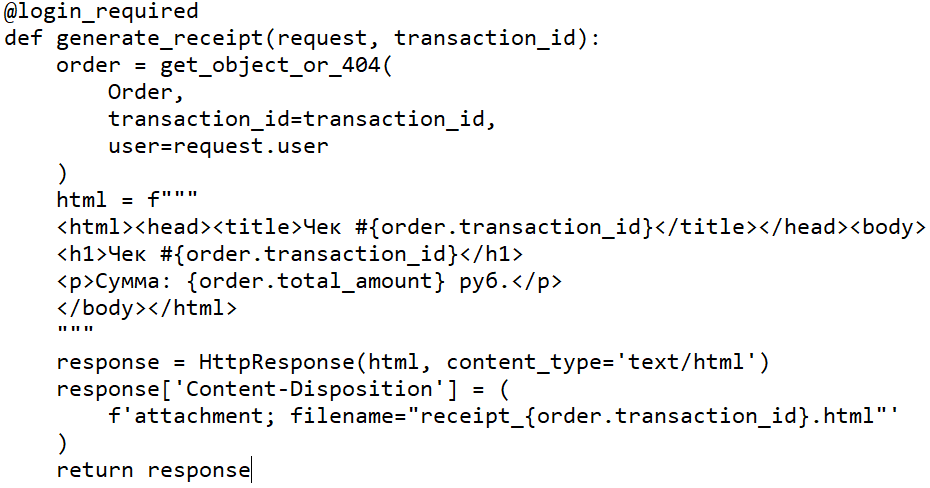 @login_required
def generate_receipt(request, transaction_id):
    order = get_object_or_404(
        Order,
        transaction_id=transaction_id,
        user=request.user
    )
    html = f"""
    <html><head><title>Чек #{order.transaction_id}</title></head><body>
    <h1>Чек #{order.transaction_id}</h1>
    <p>Сумма: {order.total_amount} руб.</p>
    </body></html>
    """
    response = HttpResponse(html, content_type='text/html')
    response['Content-Disposition'] = (
        f'attachment; filename="receipt_{order.transaction_id}.html"'
    )
    return response